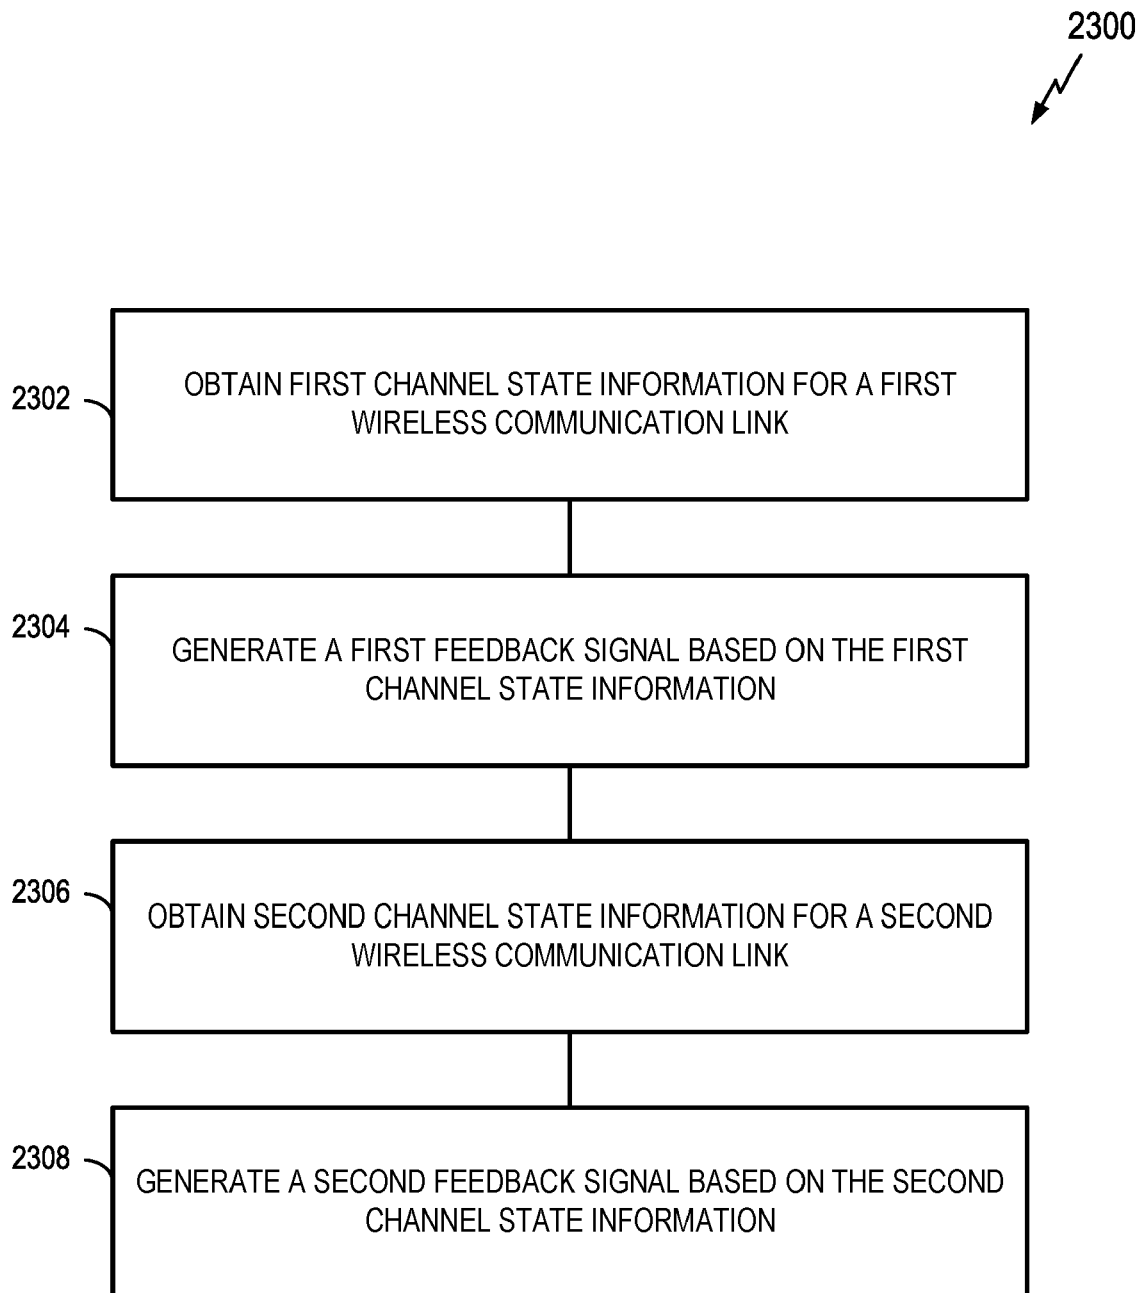 2300
2302
OBTAIN FIRST CHANNEL STATE INFORMATION FOR A FIRST
WIRELESS COMMUNICATION LINK
2304
GENERATE A FIRST FEEDBACK SIGNAL BASED ON THE FIRST
CHANNEL STATE INFORMATION
2306
OBTAIN SECOND CHANNEL STATE INFORMATION FOR A SECOND
WIRELESS COMMUNICATION LINK
2308
GENERATE A SECOND FEEDBACK SIGNAL BASED ON THE SECOND
CHANNEL STATE INFORMATION